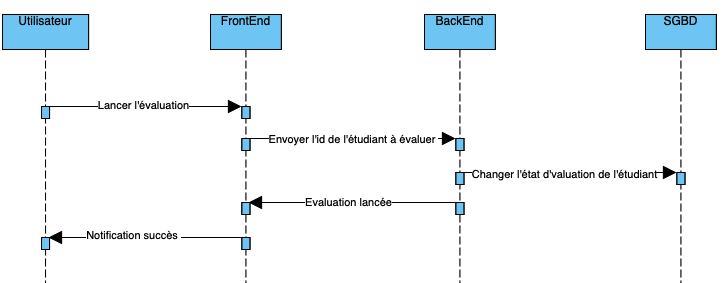 Utilisateur
FrontEnd
BackEnd
SGBD
Lancer l'évaluation
Envoyer l'id de l'étudiant à évaluer
Changer l'état d'valuation de l'étudiant
Evaluation lancée
Notification succès